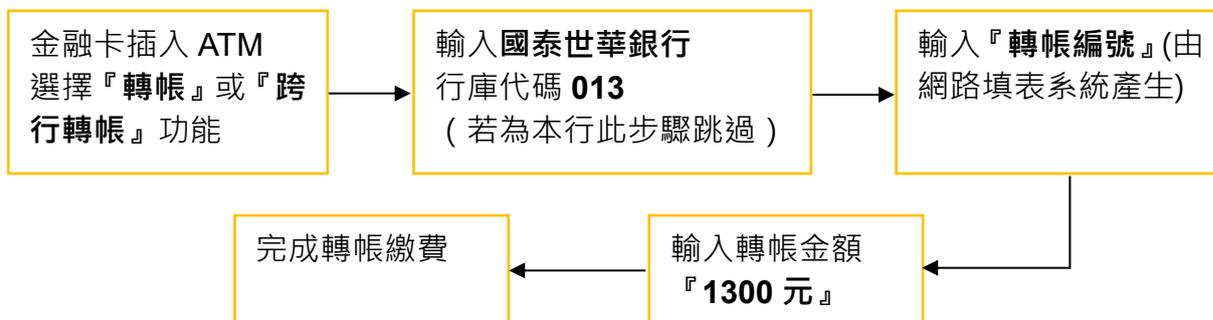 金融卡插入 ATM
選擇『轉帳』或『跨
行轉帳』功能
輸入國泰世華銀行
行庫代碼 013
（若為本行此步驟跳過）
輸入『轉帳編號』(由
網路填表系統產生)
輸入轉帳金額
『1300 元』
完成轉帳繳費